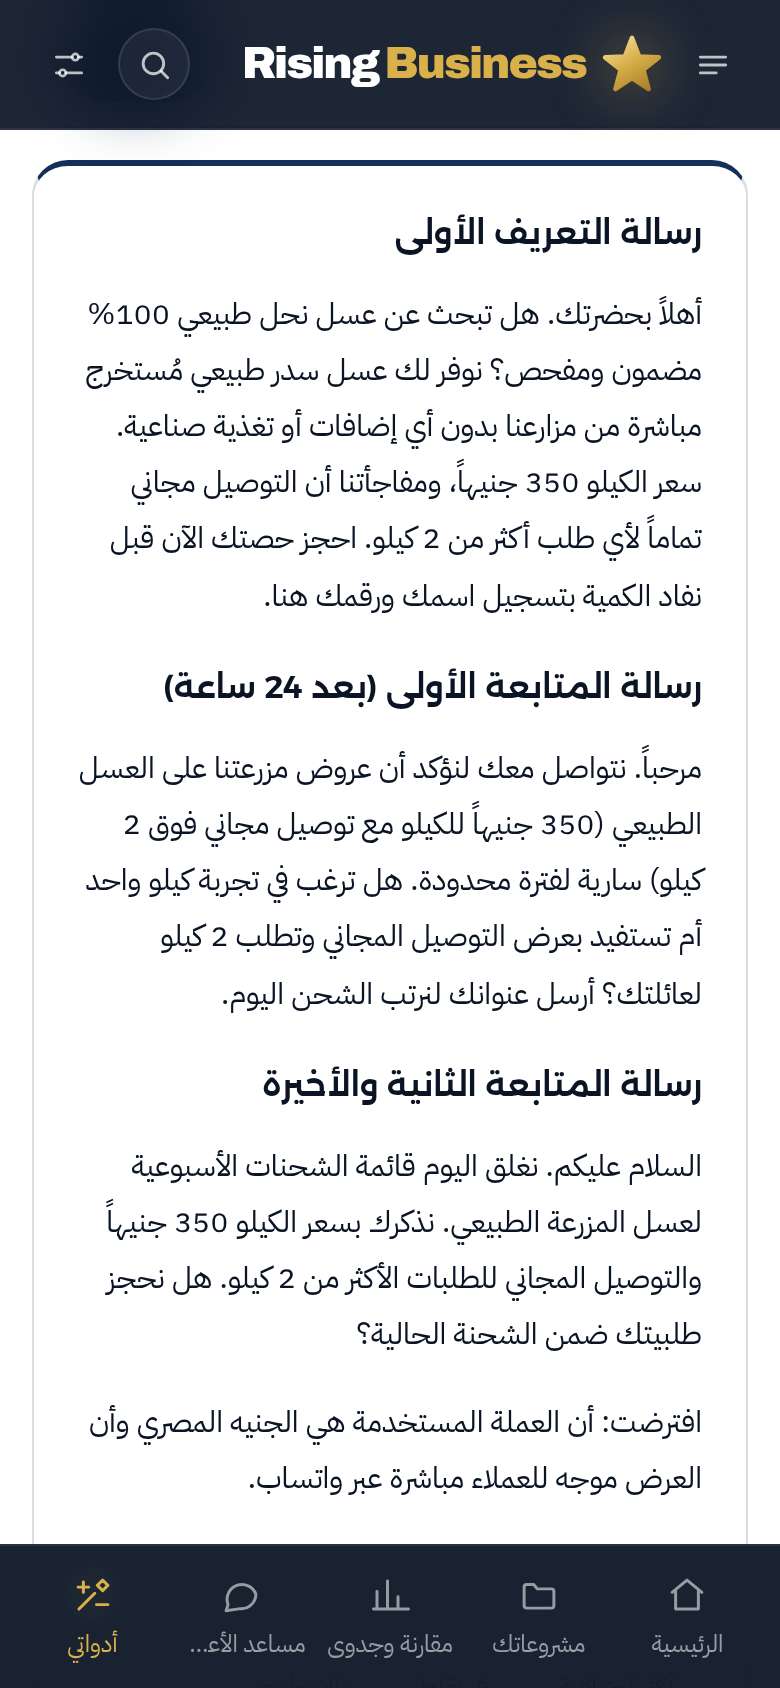 Rising Business
رسالة التعريف الأولى
أهلاً بحضرتك. هل تبحث عن عسل نحل طبيعي 100%
مضمون ومفحص؟ نوفر لك عسل سدر طبيعي مُستخرج
مباشرة من مزارعنا بدون أي إضافات أو تغذية صناعية.
سعر الكيلو 350 جنيهاً، ومفاجأتنا أن التوصيل مجاني
تماماً لأي طلب أكثر من 2 كيلو. احجز حصتك الآن قبل
نفاد الكمية بتسجيل اسمك ورقمك هنا.
رسالة المتابعة الأولى (بعد 24 ساعة)
مرحباً. نتواصل معك لنؤكد أن عروض مزرعتنا على العسل
الطبيعي (350 جنيهاً للكيلو مع توصيل مجاني فوق 2
كيلو) سارية لفترة محدودة. هل ترغب في تجربة كيلو واحد
أم تستفيد بعرض التوصيل المجاني وتطلب 2 كيلو
لعائلتك؟ أرسل عنوانك لنرتب الشحن اليوم.
رسالة المتابعة الثانية والأخيرة
السلام عليكم. نغلق اليوم قائمة الشحنات الأسبوعية
لعسل المزرعة الطبيعي. نذكرك بسعر الكيلو 350 جنيهاً
والتوصيل المجاني للطلبات الأكثر من 2 كيلو. هل نحجز
طلبيتك ضمن الشحنة الحالية؟
افترضت: أن العملة المستخدمة هي الجنيه المصري وأن
العرض موجه للعملاء مباشرة عبر واتساب.
الرئيسية
مشروعاتك
مقارنة وجدوى
مساعد الأع...
أدواتي